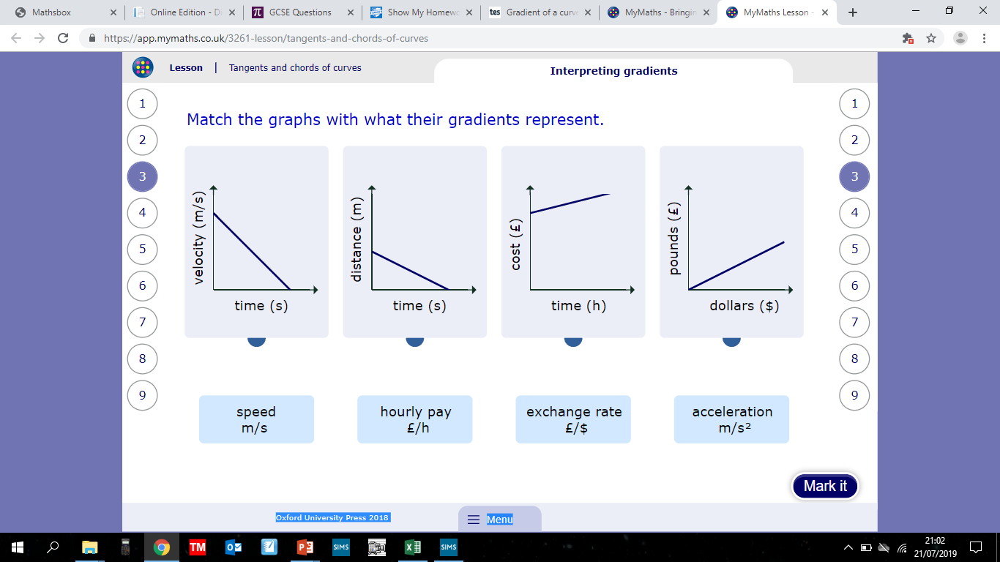 Mathsbox
Online Edition - Di
GCSE Questions
Show My Homewo
tes Gradient of a curve
MyMaths - Bringin
MyMaths Lesson -
https://app.mymaths.co.uk/3261-lesson/tangents-and-chords-of-curves
Lesson | Tangents and chords of curves
Interpreting gradients
1
2
3
4
5
6
7
8
9
Match the graphs with what their gradients represent.
velocity (m/s)
time (s)
distance (m)
time (s)
cost (£)
time (h)
pounds (£)
dollars ($)
speed
m/s
hourly pay
£/h
exchange rate
£/$
acceleration
m/s²
1
2
3
4
5
6
7
8
9
Mark it
Oxford University Press 2018
Menu
TM
SIMS
SIMS
21:02
21/07/2019